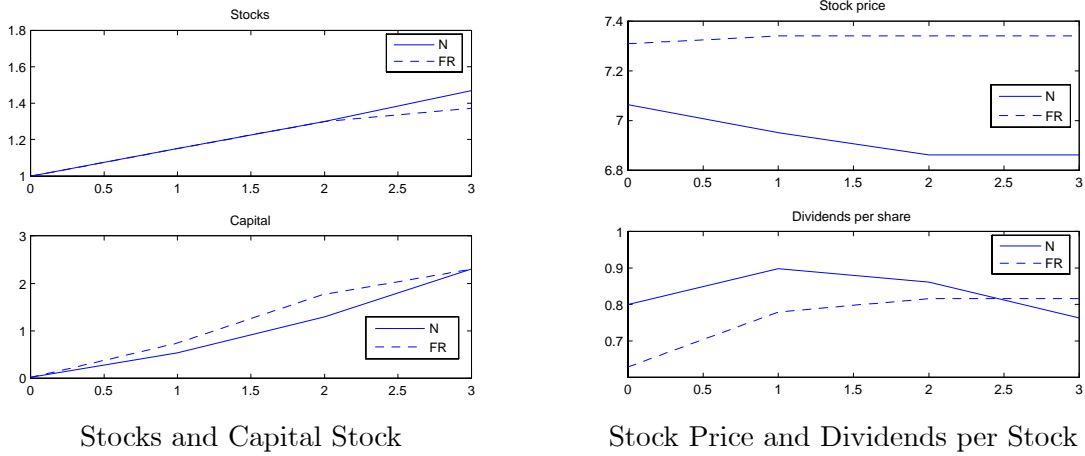 Stocks
1.8
1.6
1.4
1.2
1
N
FR
0 0.5 1 1.5 2 2.5 3
Capital
3
2
1
0
N
FR
0 0.5 1 1.5 2 2.5 3
Stocks and Capital Stock
Stock price
7.4
7.2
7
6.8
N
FR
0 0.5 1 1.5 2 2.5 3
Dividends per share
1
0.9
0.8
0.7
N
FR
0 0.5 1 1.5 2 2.5 3
Stock Price and Dividends per Stock